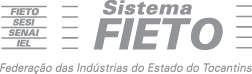 FIETO
SESI
SENAI
IEL
Sistema
FIETO
Federação das Indústrias do Estado do Tocantins